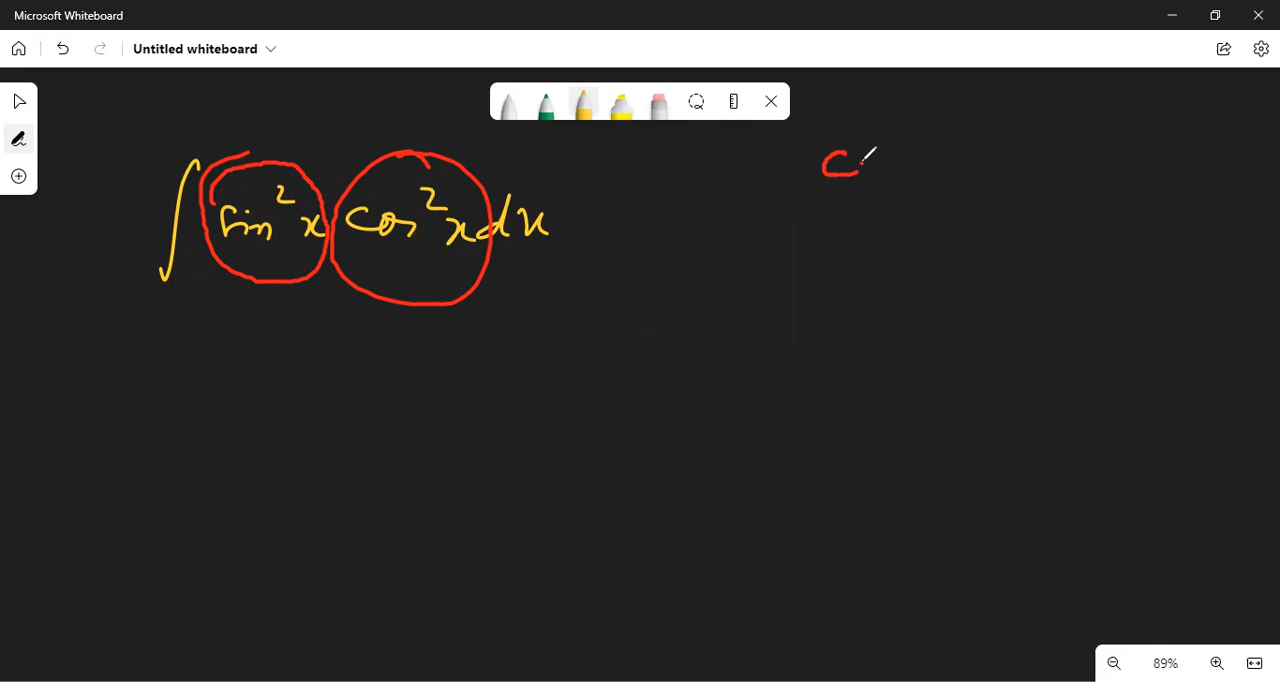 Microsoft Whiteboard
Untitled whiteboard
∫ sin²x cos²x dx
C
89%